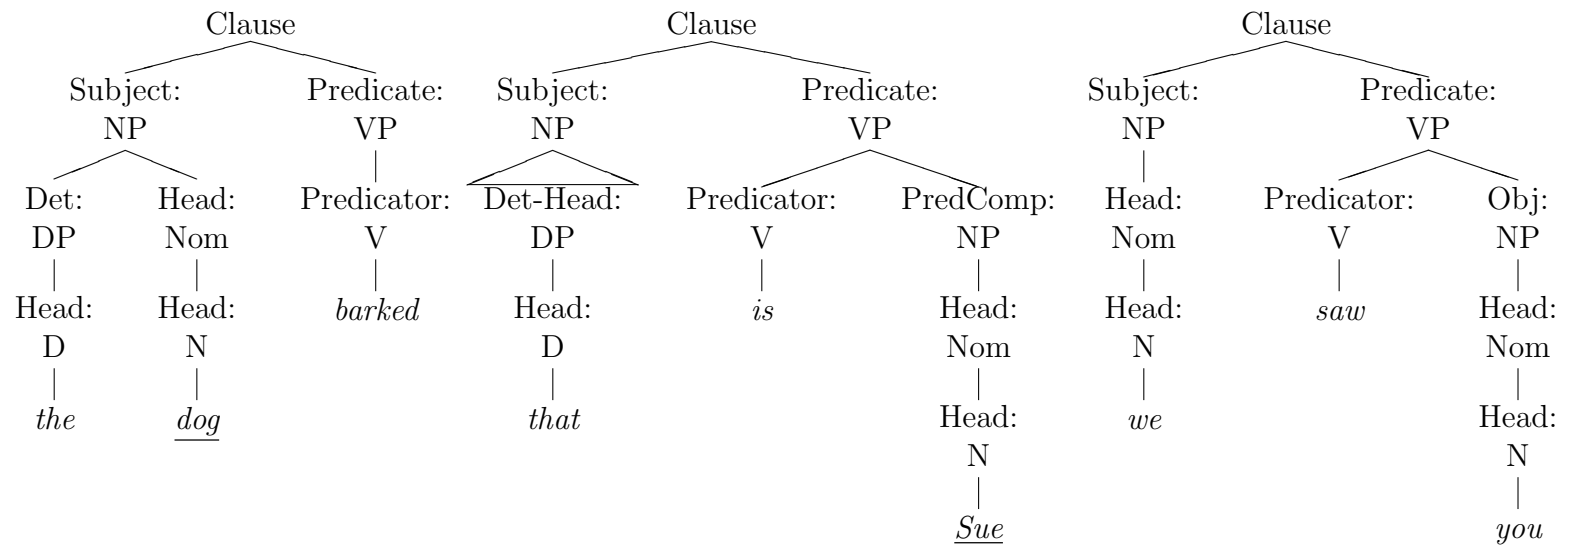 Clause Clause Clause
Subject: Predicate: Subject: Predicate: Subject: Predicate:
NP VP NP VP NP VP
Det: Head: Predicator: Det-Head: Predicator: PredComp: Head: Predicator: Obj:
DP Nom V DP V NP Nom V NP
Head: Head: barked Head: is Head: Head: saw Head:
D N D Nom N Nom
the dog that Head: we Head:
N N
Sue you